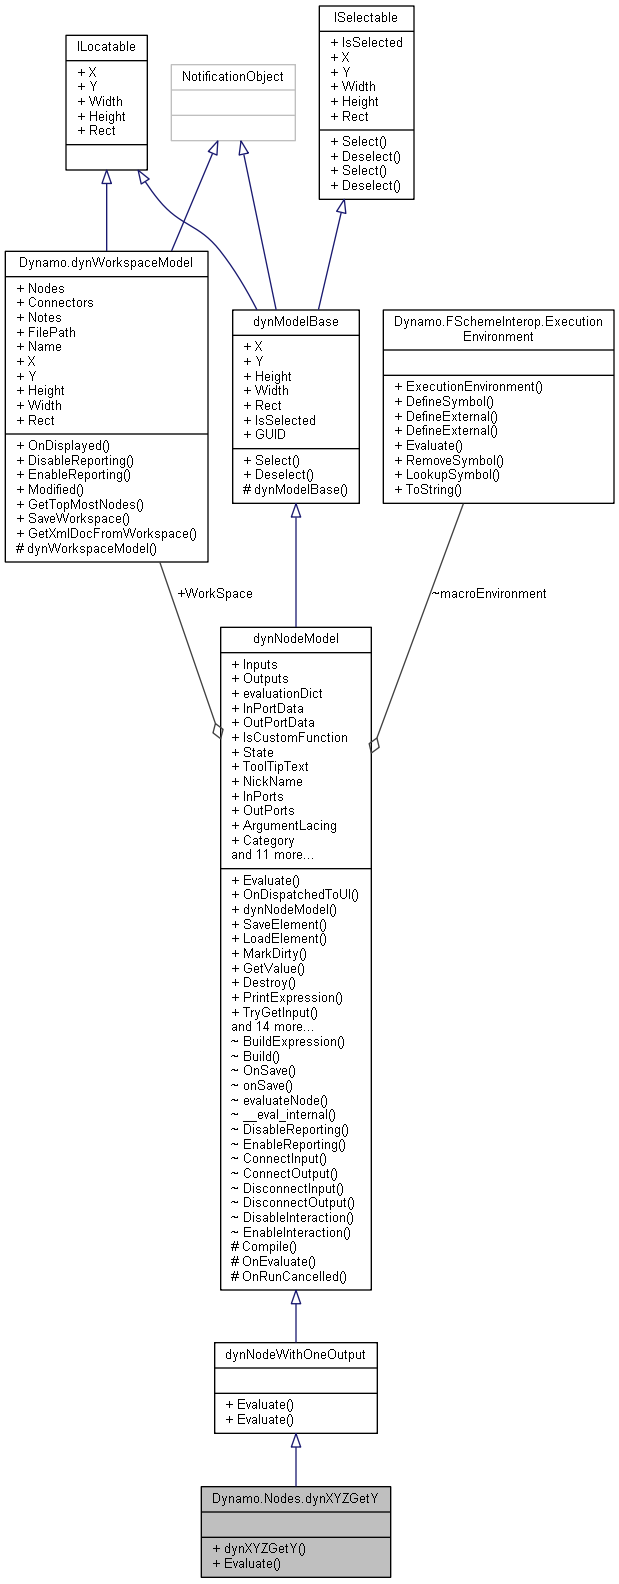 ISelectable
+ IsSelected
+ X
+ Y
+ Width
+ Height
+ Rect
+ Select()
+ Deselect()
+ Select()
+ Deselect()
ILocatable
+ X
+ Y
+ Width
+ Height
+ Rect
NotificationObject
Dynamo.dynWorkspaceModel
+ Nodes
+ Connectors
+ Notes
+ FilePath
+ Name
+ X
+ Y
+ Height
+ Width
+ Rect
+ OnDisplayed()
+ DisableReporting()
+ EnableReporting()
+ Modified()
+ GetTopMostNodes()
+ SaveWorkspace()
+ GetXmlDocFromWorkspace()
# dynWorkspaceModel()
dynModelBase
+ X
+ Y
+ Height
+ Width
+ Rect
+ IsSelected
+ GUID
+ Select()
+ Deselect()
# dynModelBase()
Dynamo.FSchemeInterop.Execution
Environment
+ ExecutionEnvironment()
+ DefineSymbol()
+ DefineExternal()
+ DefineExternal()
+ Evaluate()
+ RemoveSymbol()
+ LookupSymbol()
+ ToString()
+WorkSpace
~macroEnvironment
dynNodeModel
+ Inputs
+ Outputs
+ evaluationDict
+ InPortData
+ OutPortData
+ IsCustomFunction
+ State
+ ToolTipText
+ NickName
+ InPorts
+ OutPorts
+ ArgumentLacing
+ Category
and 11 more...
+ Evaluate()
+ OnDispatchedToUI()
+ dynNodeModel()
+ SaveElement()
+ LoadElement()
+ MarkDirty()
+ GetValue()
+ Destroy()
+ PrintExpression()
+ TryGetInput()
and 14 more...
~ BuildExpression()
~ Build()
~ OnSave()
~ onSave()
~ evaluateNode()
~ __eval_internal()
~ DisableReporting()
~ EnableReporting()
~ ConnectInput()
~ ConnectOutput()
~ DisconnectInput()
~ DisconnectOutput()
~ DisableInteraction()
~ EnableInteraction()
# Compile()
# OnEvaluate()
# OnRunCancelled()
dynNodeWithOneOutput
+ Evaluate()
+ Evaluate()
Dynamo.Nodes.dynXYZGetY
+ dynXYZGetY()
+ Evaluate()